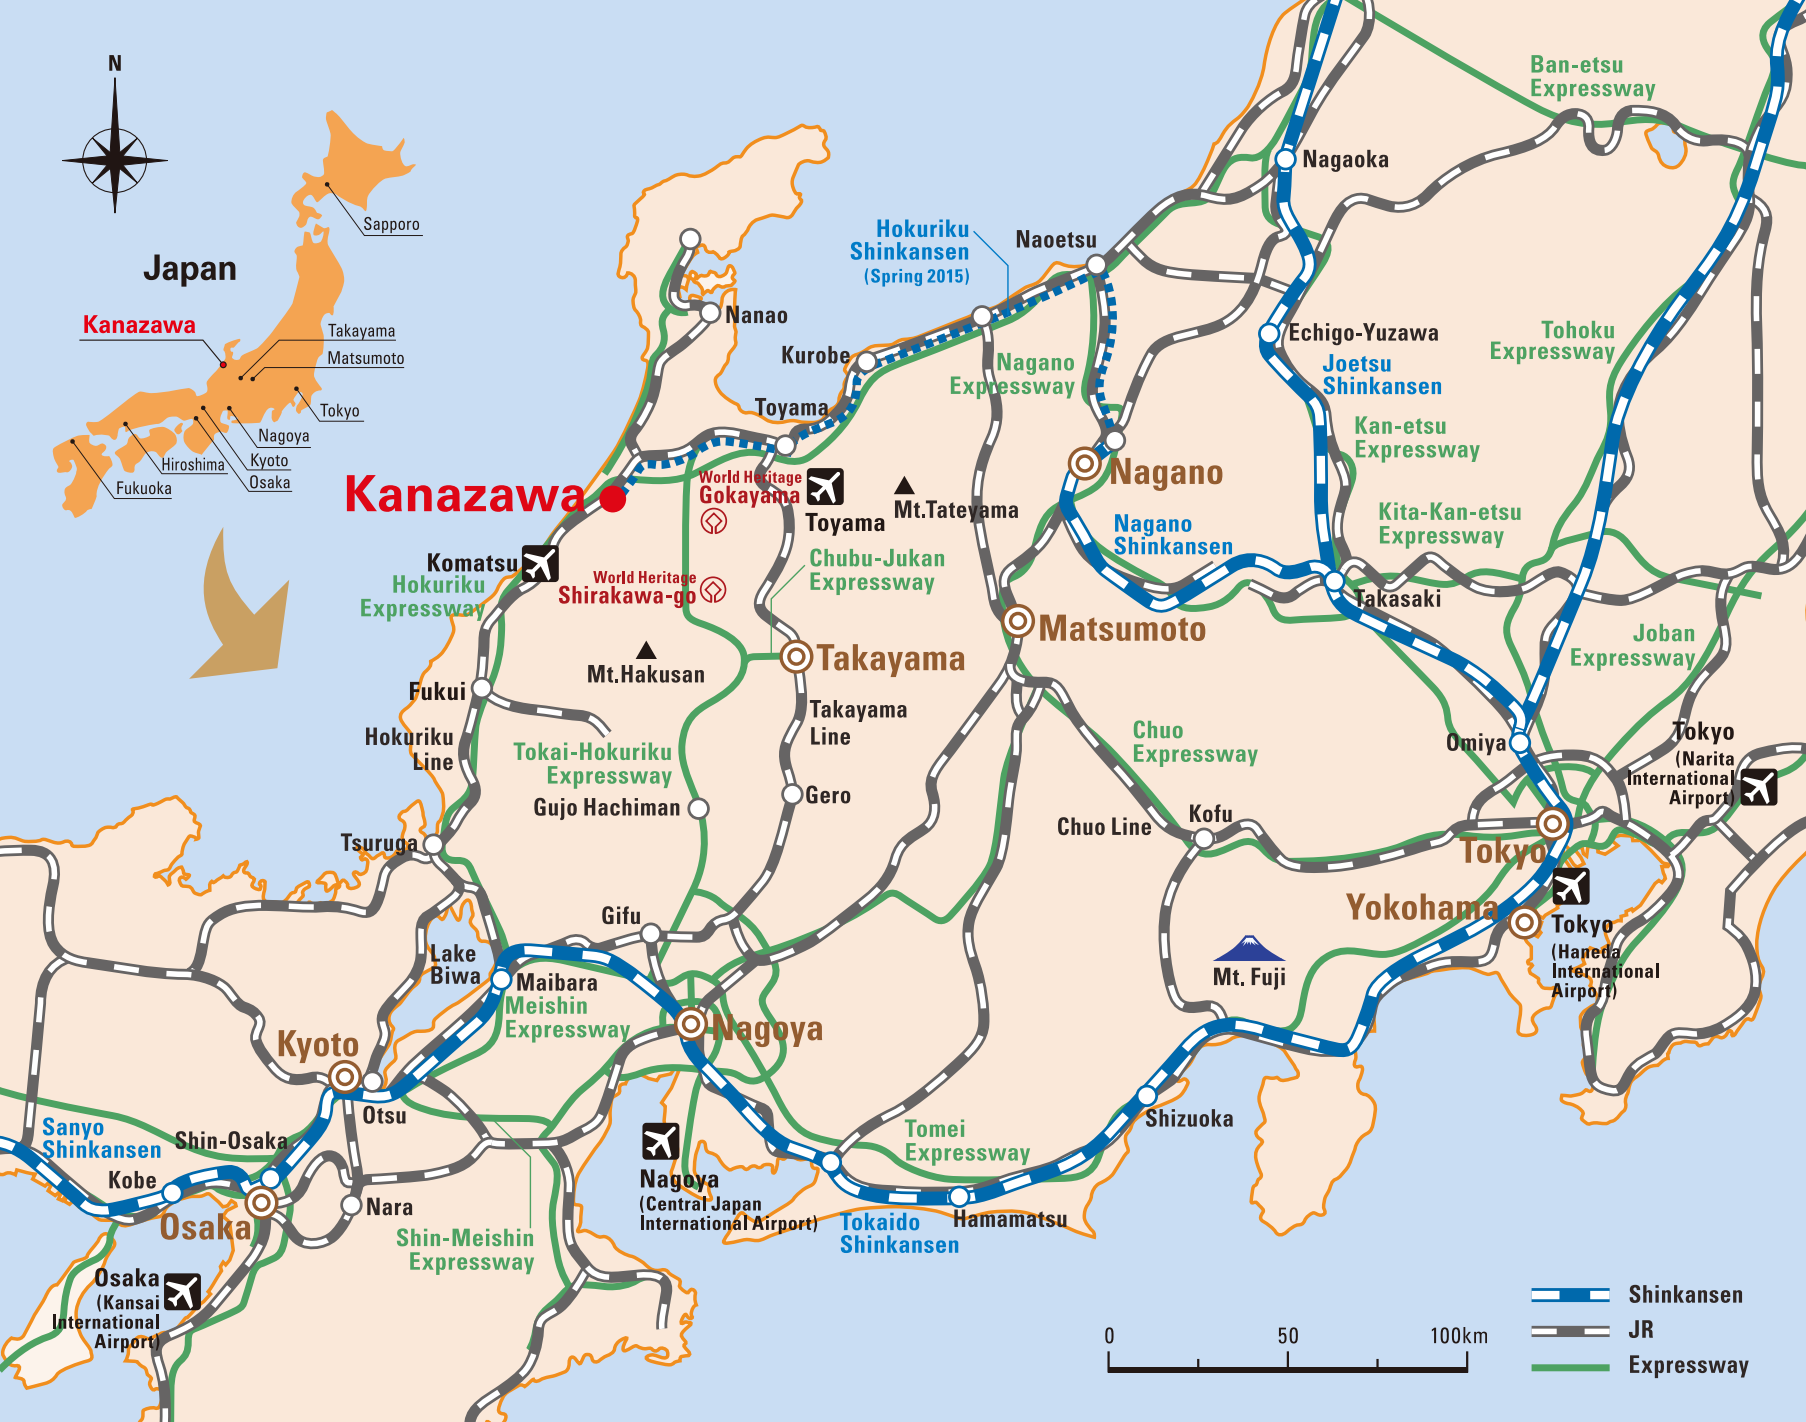 N
Japan
Sapporo
Kanazawa
Takayama
Matsumoto
Tokyo
Nagoya
Kyoto
Osaka
Hiroshima
Fukuoka
Ban-etsu
Expressway
Nagaoka
Hokuriku
Shinkansen
(Spring 2015)
Naoetsu
Nanao
Kurobe
Toyama
Nagano
Expressway
Echigo-Yuzawa
Joetsu
Shinkansen
Tohoku
Expressway
Kan-etsu
Expressway
Kanazawa
World Heritage
Gokayama
Toyama
Mt.Tateyama
Nagano
Nagano
Shinkansen
Kita-Kan-etsu
Expressway
Komatsu
Hokuriku
Expressway
World Heritage
Shirakawa-go
Chubu-Jukan
Expressway
Takasaki
Matsumoto
Joban
Expressway
Mt.Hakusan
Takayama
Fukui
Takayama
Line
Hokuriku
Line
Tokai-Hokuriku
Expressway
Chuo
Expressway
Omiya
Tokyo
(Narita
International
Airport)
Gujo Hachiman
Gero
Chuo Line
Kofu
Tsuruga
Tokyo
Gifu
Yokohama
Tokyo
(Haneda
International
Airport)
Lake
Biwa
Maibara
Meishin
Expressway
Mt. Fuji
Kyoto
Nagoya
Otsu
Sanyo
Shinkansen
Shin-Osaka
Kobe
Shizuoka
Tomei
Expressway
Nagoya
(Central Japan
International Airport)
Nara
Osaka
Tokaido
Shinkansen
Hamamatsu
Shin-Meishin
Expressway
Osaka
(Kansai
International
Airport)
0 50 100km
Shinkansen
JR
Expressway